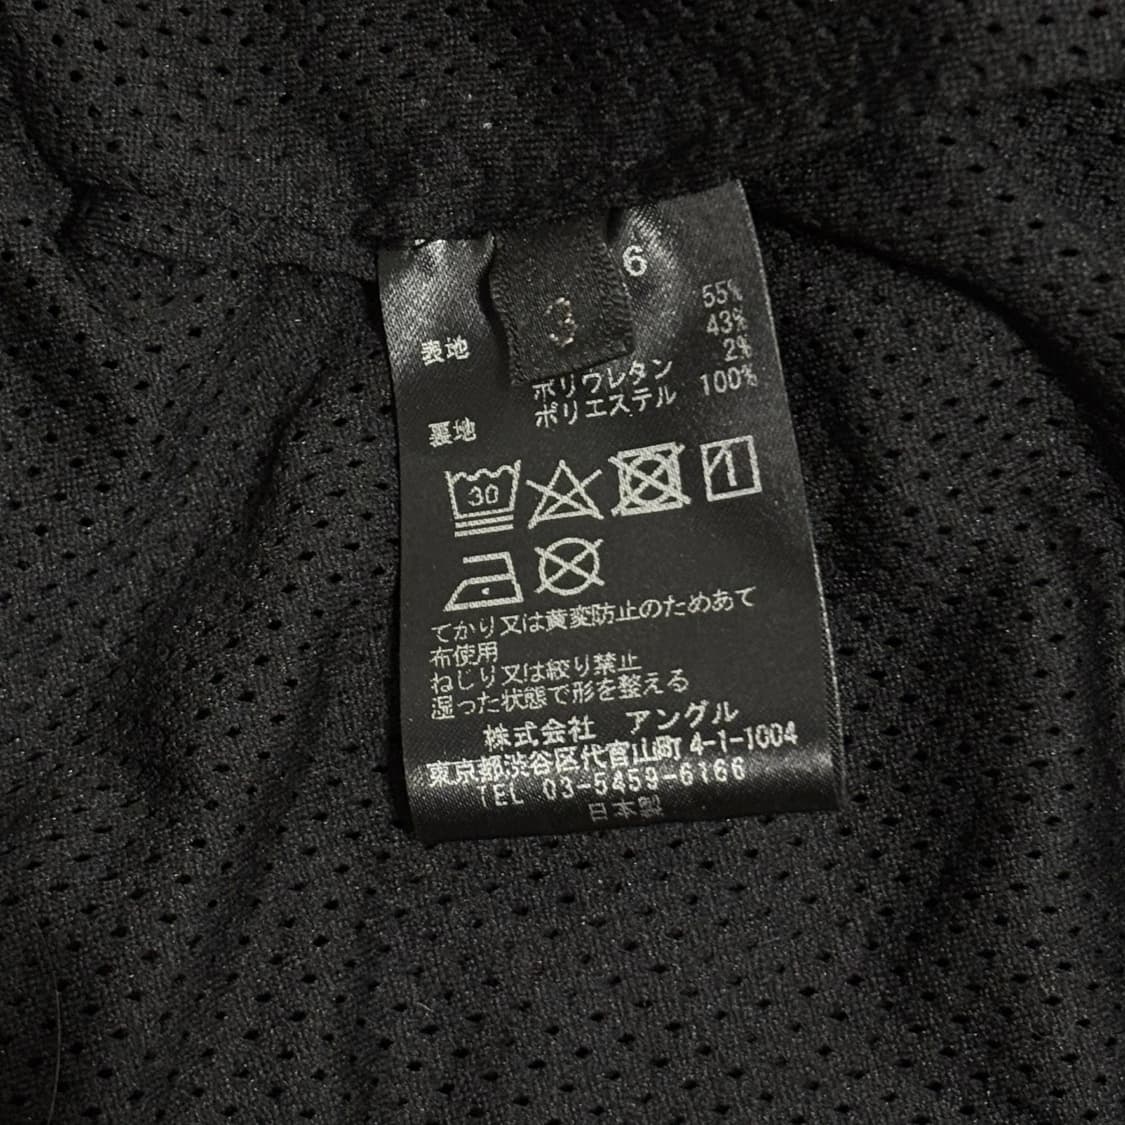 6
3
表地 55%
43%
ポリウレタン 2%
裏地 ポリエステル 100%
30
1
てかり又は黄変防止のためあて
布使用
ねじり又は絞り禁止
湿った状態で形を整える
株式会社 アングル
東京都渋谷区代官山町4-1-1004
TEL 03-5459-6166
日本製